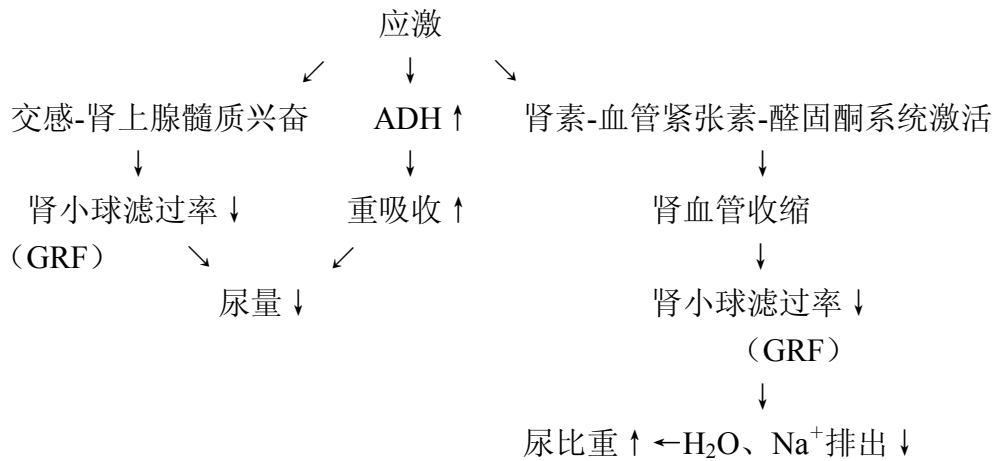 应激
↙ ↓ ↘
交感-肾上腺髓质兴奋 ADH↑ 肾素-血管紧张素-醛固酮系统激活
↓ ↓ ↓
肾小球滤过率↓ 重吸收↑ 肾血管收缩
（GRF） ↘ ↙ ↓
尿量↓ 肾小球滤过率↓
（GRF）
↓
尿比重↑←H₂O、Na⁺排出↓